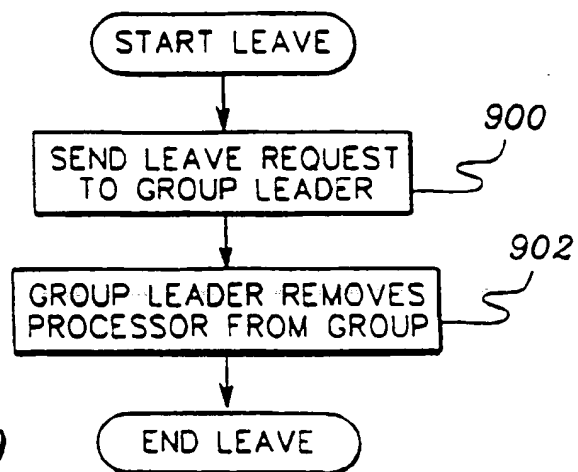 START LEAVE
900
SEND LEAVE REQUEST
TO GROUP LEADER
902
GROUP LEADER REMOVES
PROCESSOR FROM GROUP
END LEAVE